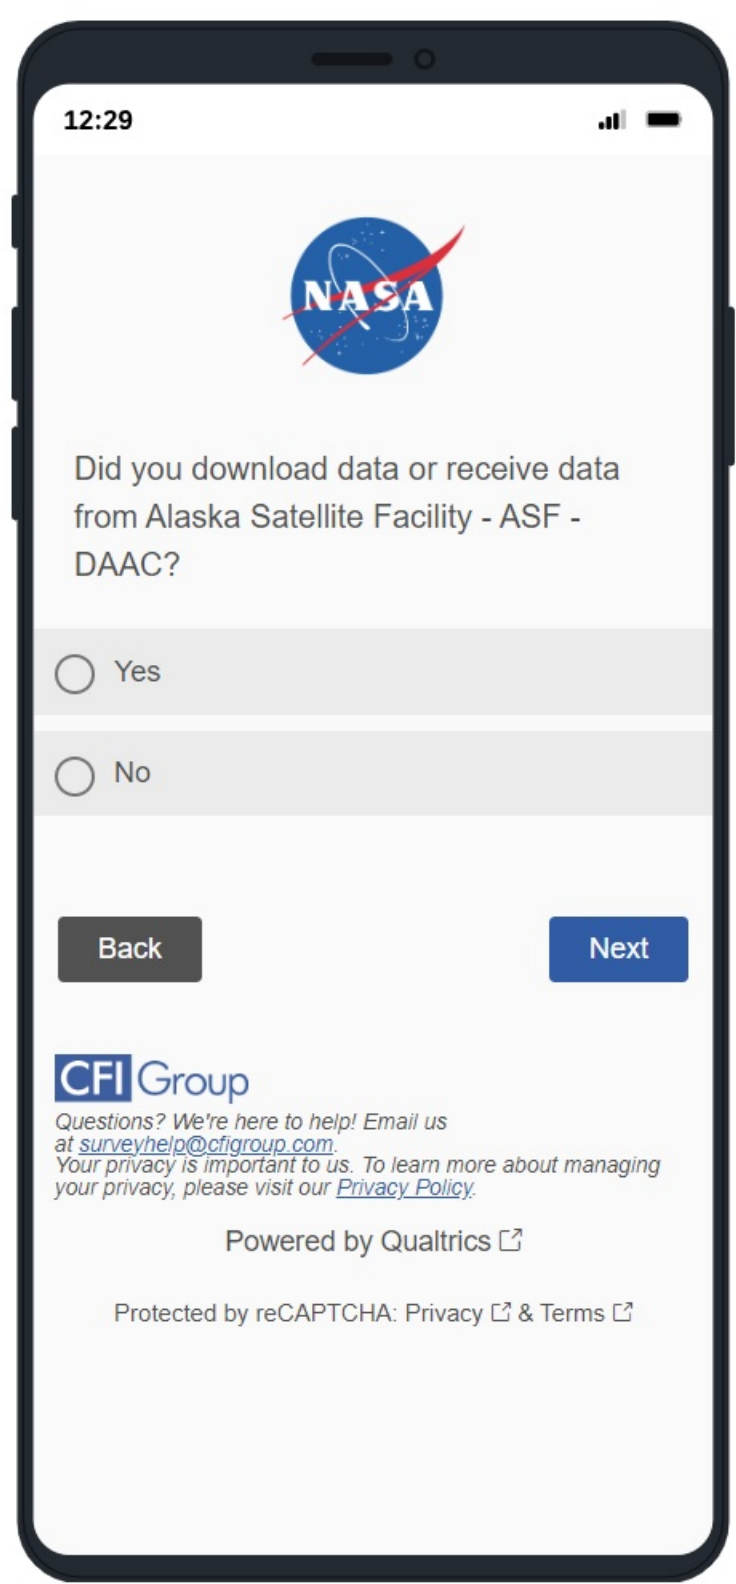 12:29
NASA
Did you download data or receive data
from Alaska Satellite Facility - ASF -
DAAC?
Yes
No
Back
Next
CFI Group
Questions? We're here to help! Email us
at surveyhelp@cfigroup.com.
Your privacy is important to us. To learn more about managing
your privacy, please visit our Privacy Policy.
Powered by Qualtrics
Protected by reCAPTCHA: Privacy & Terms